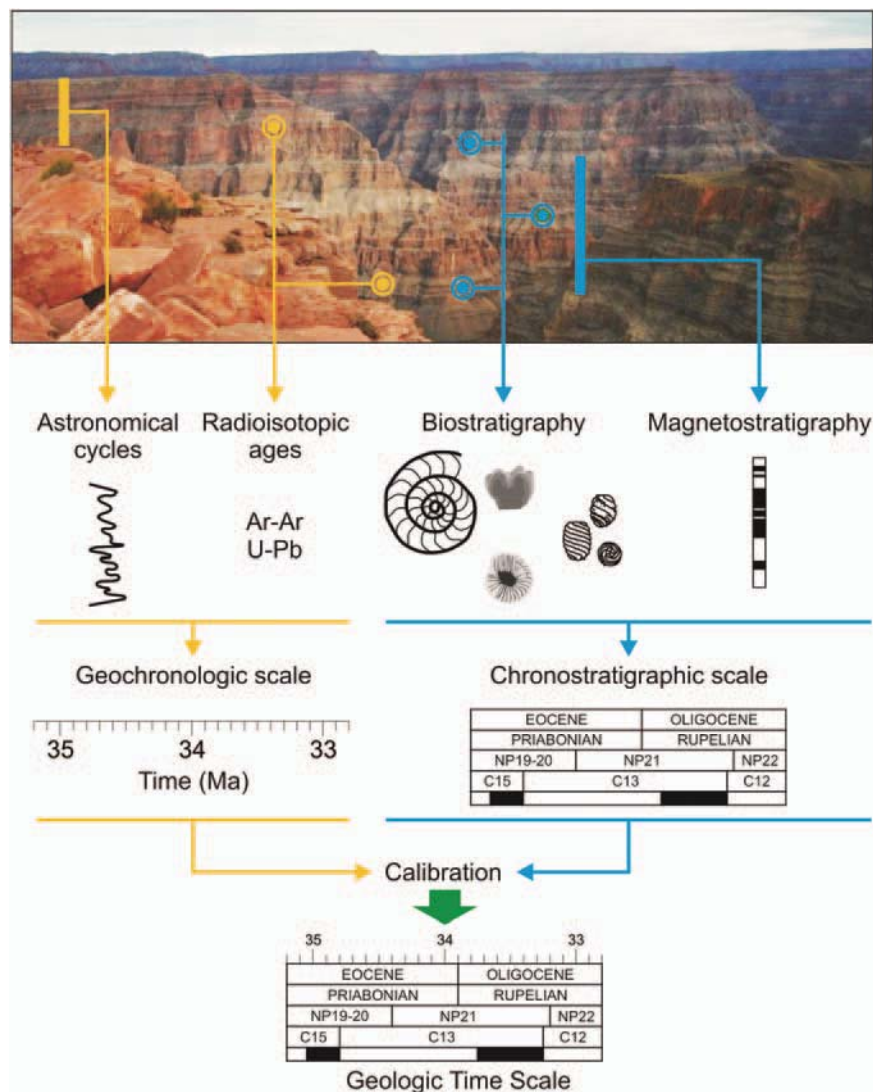 Astronomical
cycles
Radioisotopic
ages
Biostratigraphy
Magnetostratigraphy
Ar-Ar
U-Pb
Geochronologic scale
35 34 33
Time (Ma)
Chronostratigraphic scale
EOCENE OLIGOCENE
PRIABONIAN RUPELIAN
NP19-20 NP21 NP22
C15 C13 C12
Calibration
35 34 33
EOCENE OLIGOCENE
PRIABONIAN RUPELIAN
NP19-20 NP21 NP22
C15 C13 C12
Geologic Time Scale